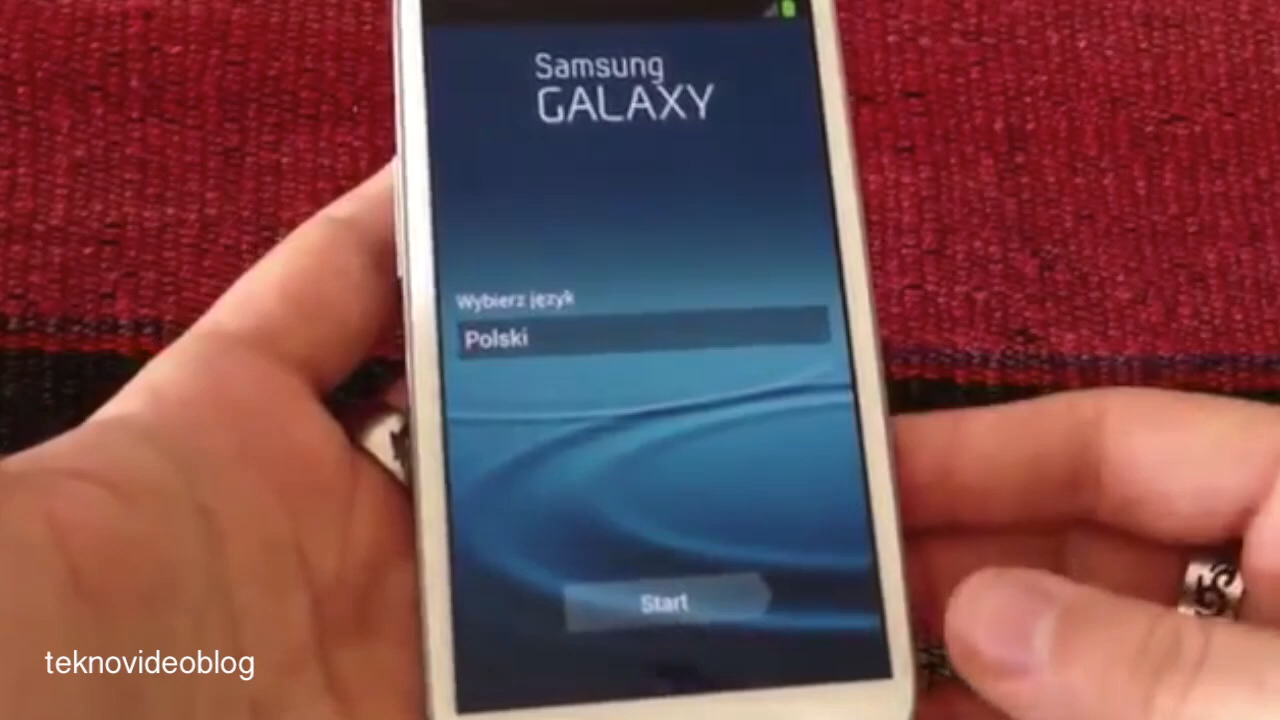 Samsung
GALAXY
Wybierz język
Polski
Start
teknovideoblog